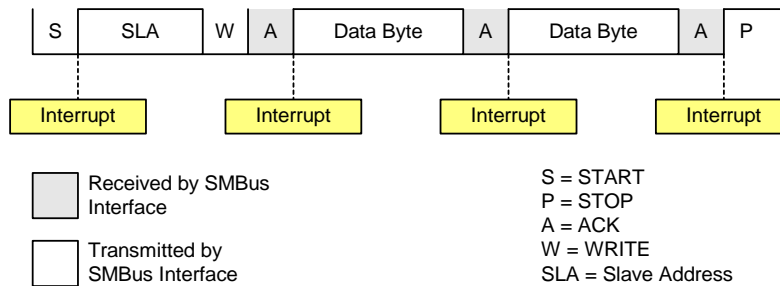 S SLA W A Data Byte A Data Byte A P
Interrupt Interrupt Interrupt Interrupt
Received by SMBus
Interface
Transmitted by
SMBus Interface
S = START
P = STOP
A = ACK
W = WRITE
SLA = Slave Address